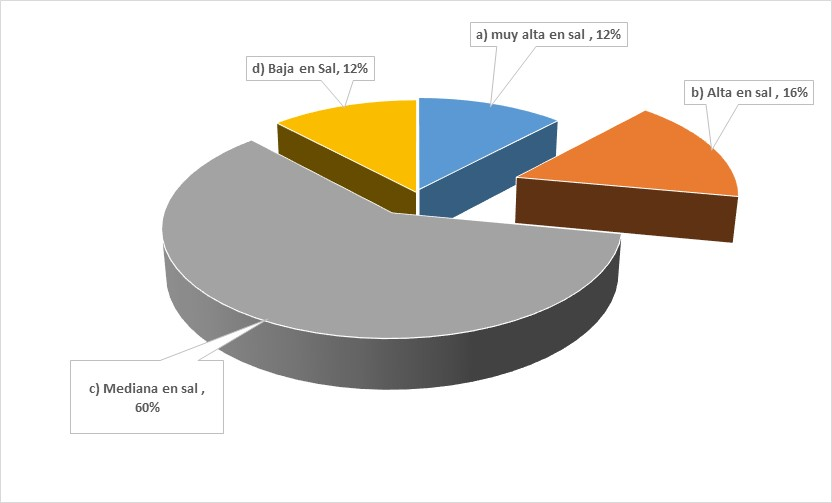 a) muy alta en sal , 12%
d) Baja en Sal, 12%
b) Alta en sal , 16%
c) Mediana en sal ,
60%